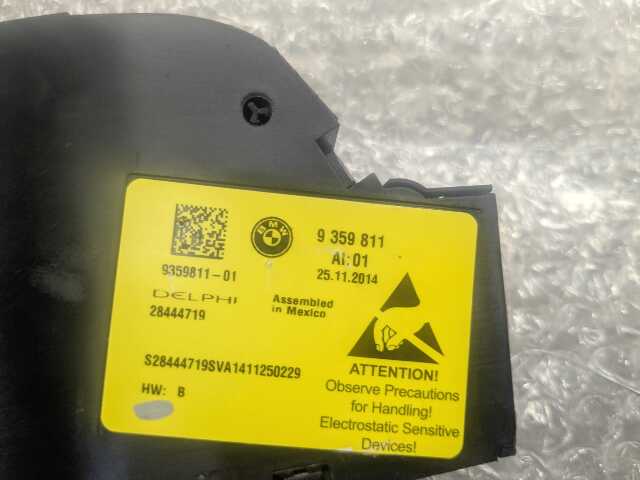 BMW
9 359 811
AI:01
25.11.2014
9359811-01
DELPHI
28444719
Assembled
in Mexico
S28444719SVA1411250229
HW: B
ATTENTION!
Observe Precautions
for Handling!
Electrostatic Sensitive
Devices!